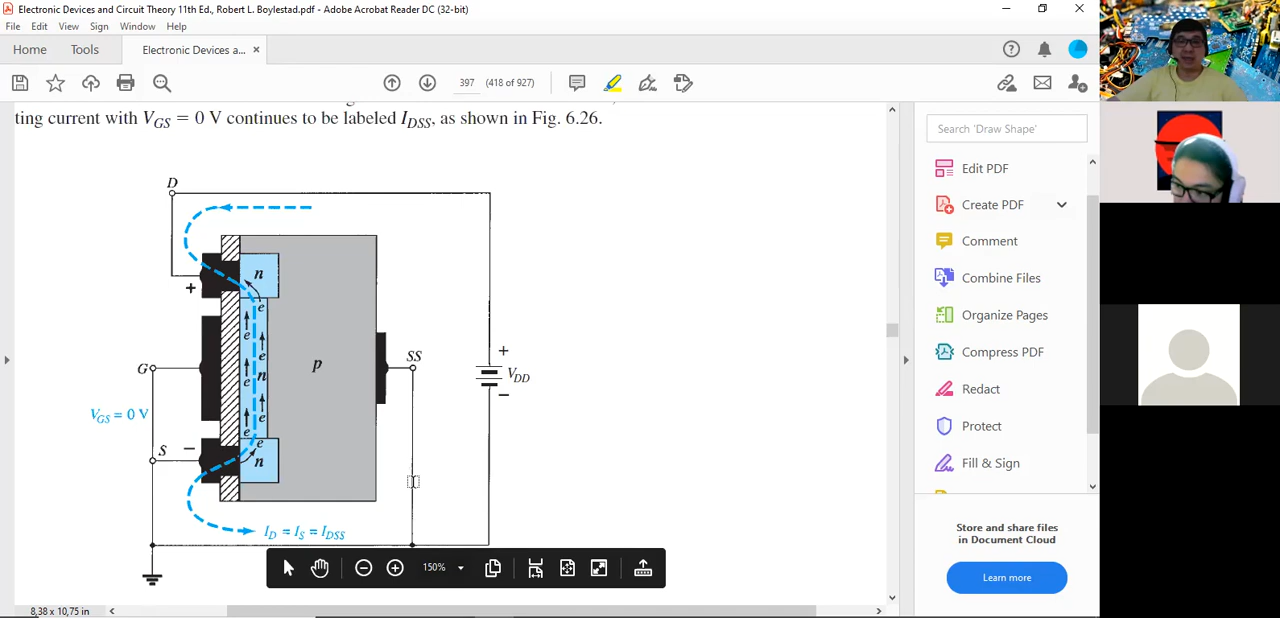 Electronic Devices and Circuit Theory 11th Ed., Robert L. Boylestad.pdf - Adobe Acrobat Reader DC (32-bit)
File Edit View Sign Window Help
Home Tools Electronic Devices a... ×
397 (418 of 927)
ting current with VGS = 0 V continues to be labeled IDSS, as shown in Fig. 6.26.
D
n
+
e
e
e
e
n
e
e
e
e
e
n
p
G
SS
+
VDD
−
VGS = 0 V
S
−
ID = IS = IDSS
150%
8,38 x 10,75 in
Search 'Draw Shape'
Edit PDF
Create PDF
Comment
Combine Files
Organize Pages
Compress PDF
Redact
Protect
Fill & Sign
Store and share files
in Document Cloud
Learn more